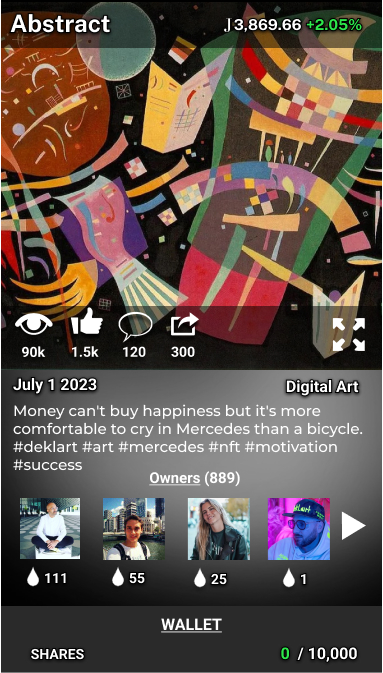 Abstract
3,869.66 +2.05%
90k 1.5k 120 300
July 1 2023 Digital Art
Money can't buy happiness but it's more
comfortable to cry in Mercedes than a bicycle.
#deklart #art #mercedes #nft #motivation
#success
Owners (889)
111 55 25 1
WALLET
SHARES 0 / 10,000